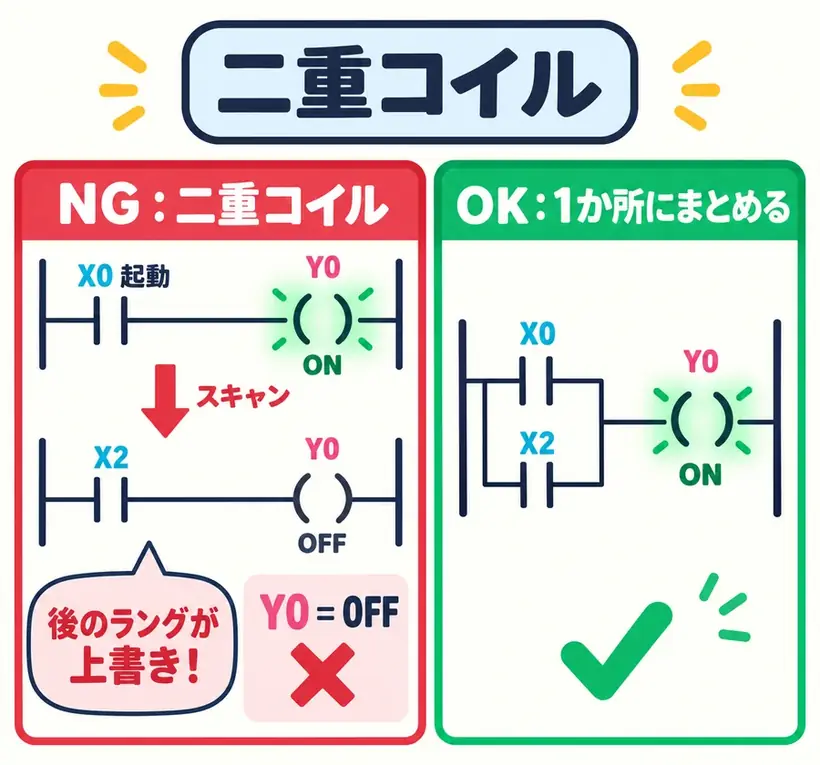 二重コイル
NG：二重コイル
X0 起動
Y0
ON
スキャン
X2
Y0
OFF
後のラングが
上書き！
Y0 = OFF
OK：1か所にまとめる
X0
Y0
X2
ON